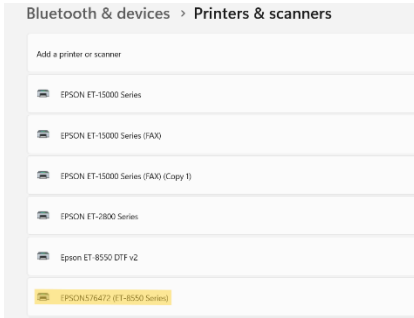 Bluetooth & devices > Printers & scanners
Add a printer or scanner
EPSON ET-15000 Series
EPSON ET-15000 Series (FAX)
EPSON ET-15000 Series (FAX) (Copy 1)
EPSON ET-2800 Series
Epson ET-8550 DTF v2
EPSON576472 (ET-8550 Series)